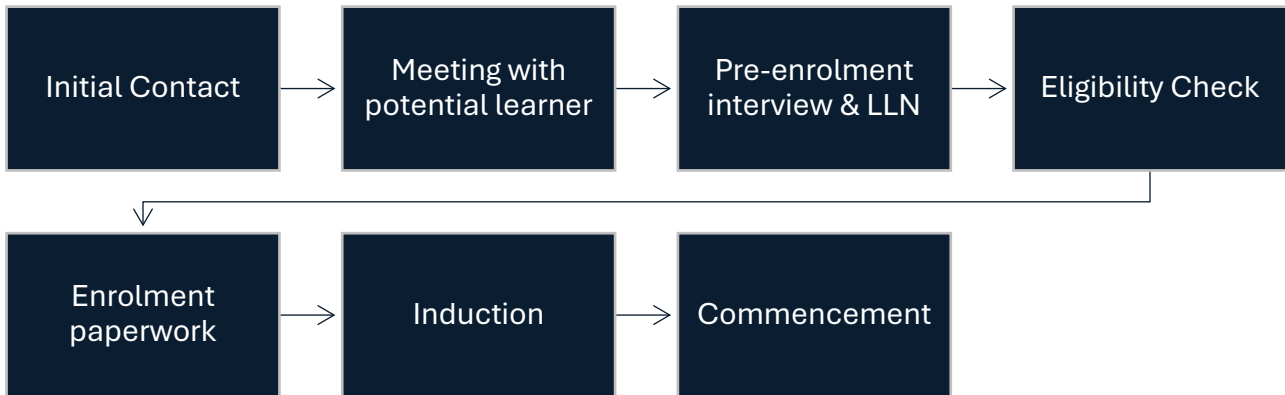 Initial Contact
Meeting with
potential learner
Pre-enrolment
interview & LLN
Eligibility Check
Enrolment
paperwork
Induction
Commencement